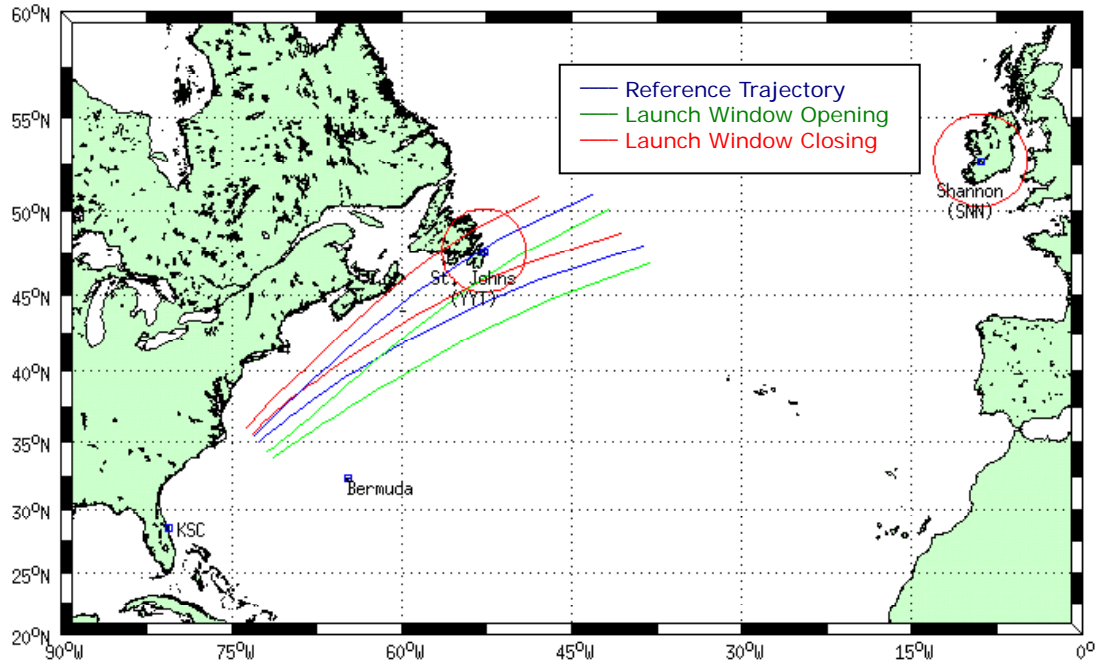 60°N
55°N
50°N
45°N
40°N
35°N
30°N
25°N
20°N
Reference Trajectory
Launch Window Opening
Launch Window Closing
Shannon
(SNN)
St. Johns
(YYT)
Bermuda
KSC
90°W
75°W
60°W
45°W
30°W
15°W
0°